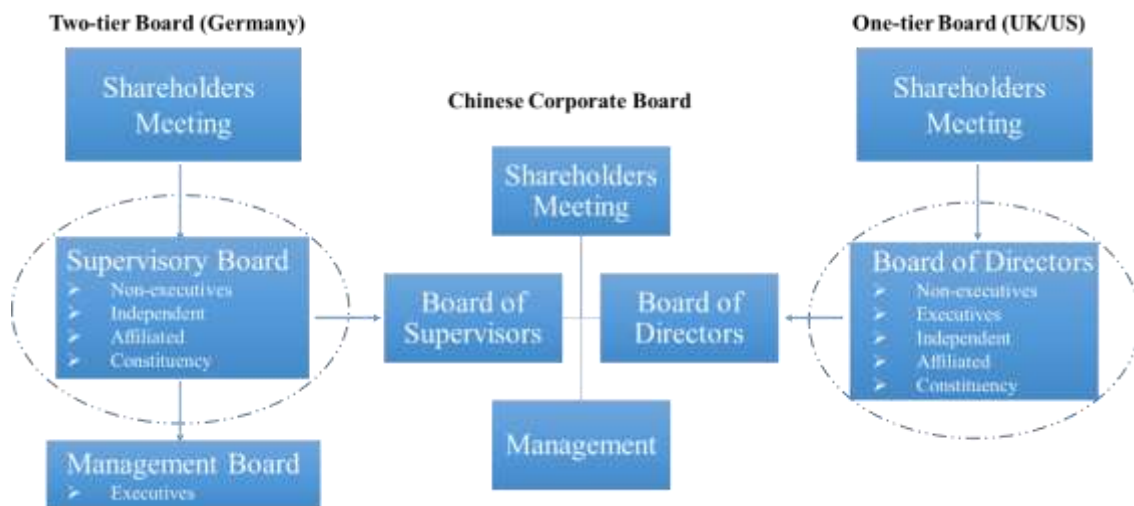 Two-tier Board (Germany)
Shareholders
Meeting
Supervisory Board
➢ Non-executives
➢ Independent
➢ Affiliated
➢ Constituency
Management Board
➢ Executives
Chinese Corporate Board
Shareholders
Meeting
Board of
Supervisors
Board of
Directors
Management
One-tier Board (UK/US)
Shareholders
Meeting
Board of Directors
➢ Non-executives
➢ Executives
➢ Independent
➢ Affiliated
➢ Constituency